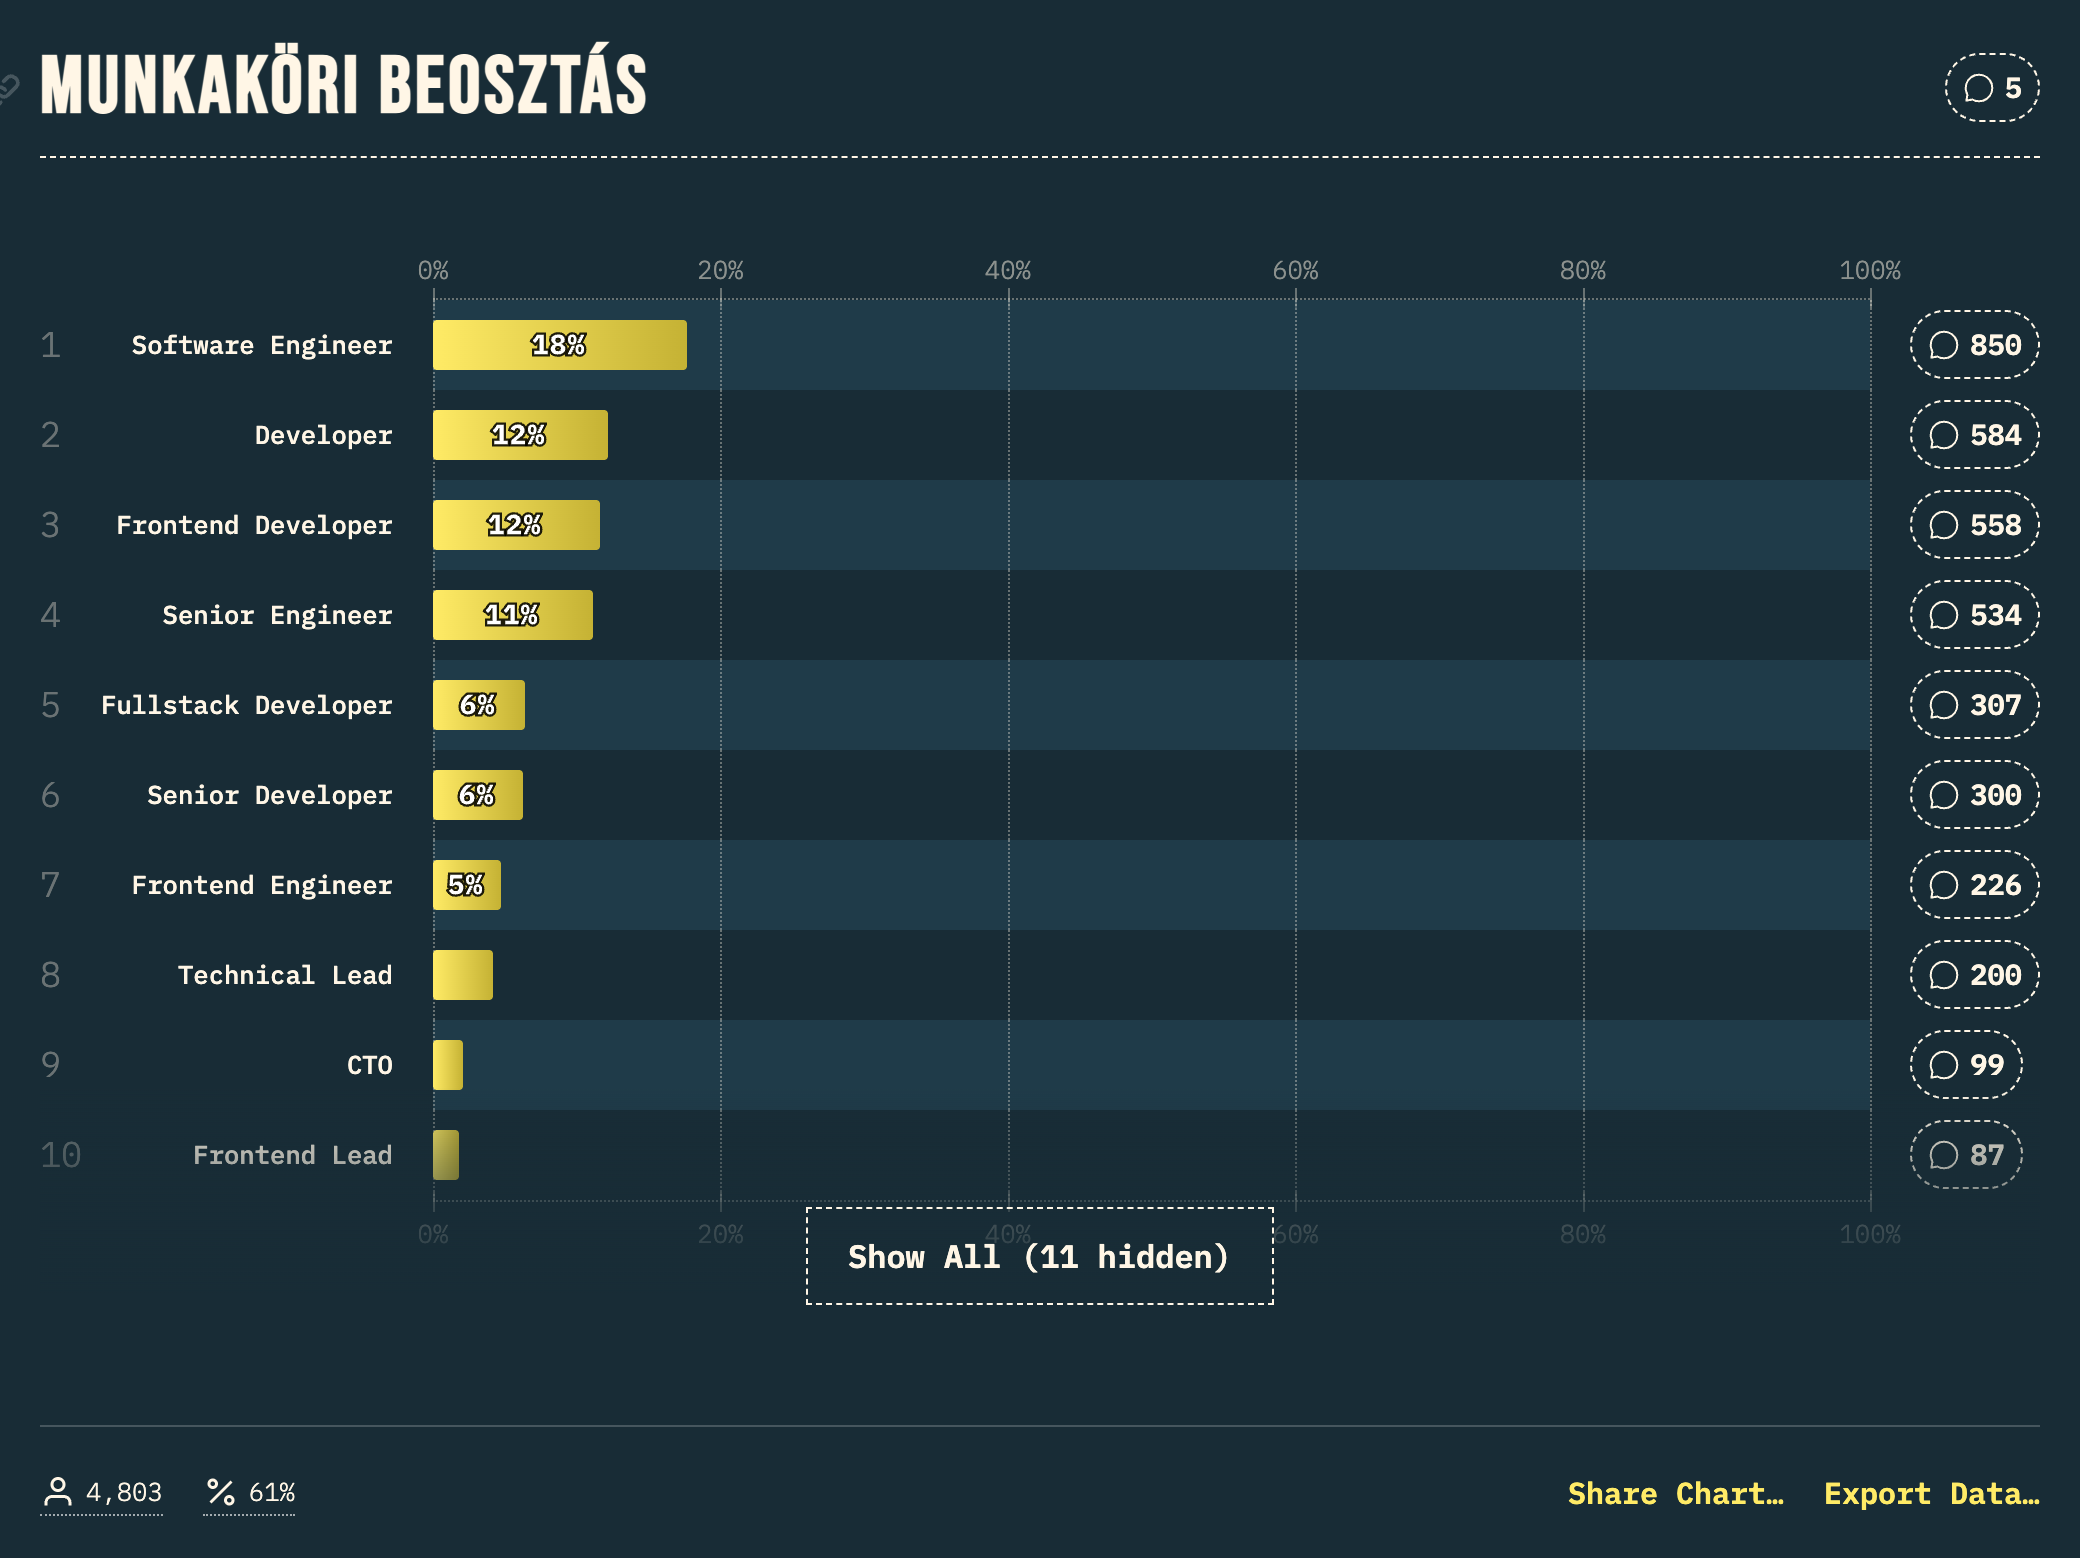 MUNKAKÖRI BEOSZTÁS
5
0% 20% 40% 60% 80% 100%
1 Software Engineer 18% 850
2 Developer 12% 584
3 Frontend Developer 12% 558
4 Senior Engineer 11% 534
5 Fullstack Developer 6% 307
6 Senior Developer 6% 300
7 Frontend Engineer 5% 226
8 Technical Lead 200
9 CTO 99
10 Frontend Lead 87
0% 20% 40% 60% 80% 100%
Show All (11 hidden)
4,803 61% Share Chart… Export Data…